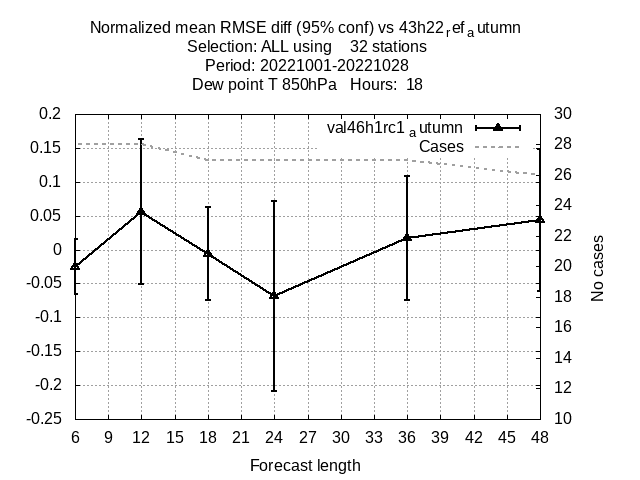 Normalized mean RMSE diff (95% conf) vs 43h22refautumn
Selection: ALL using 32 stations
Period: 20221001-20221028
Dew point T 850hPa Hours: 18
0.2 30
val46h1rc1autumn
Cases
0.15 28
0.1 26
0.05 24
0 22
-0.05 20
-0.1 18
-0.15 16
-0.2 14
-0.25 12
10
No cases
6 9 12 15 18 21 24 27 30 33 36 39 42 45 48
Forecast length